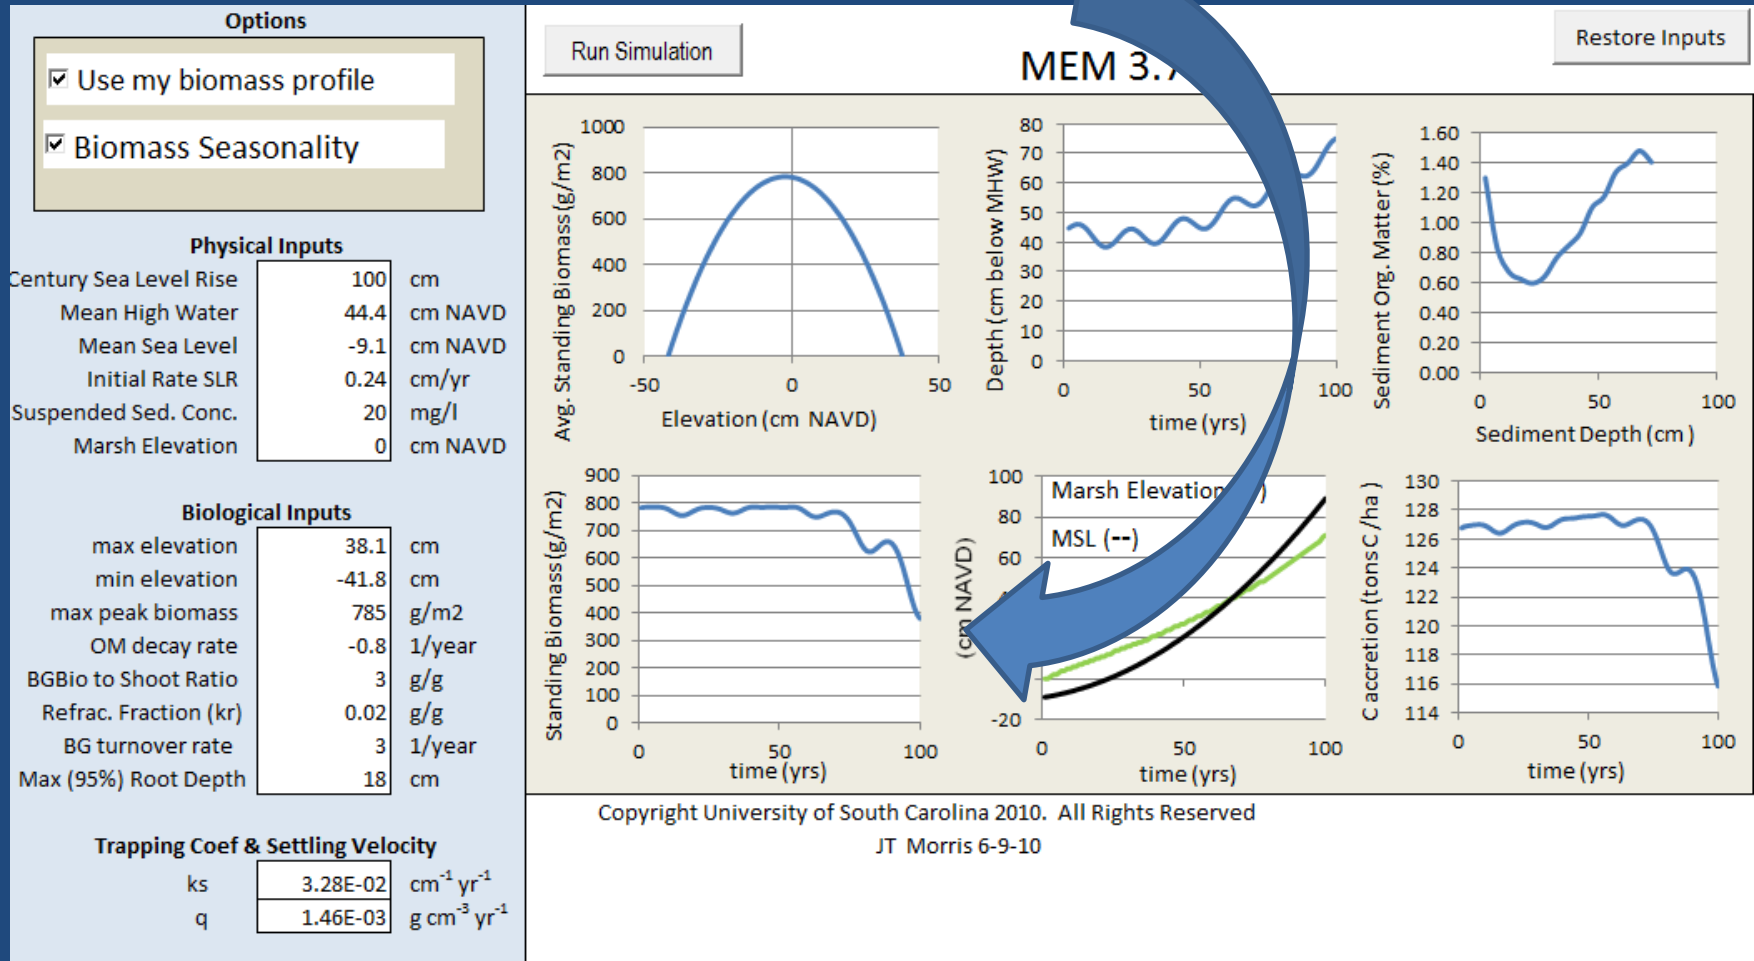 Options
Use my biomass profile
Biomass Seasonality
Physical Inputs
Century Sea Level Rise 100 cm
Mean High Water 44.4 cm NAVD
Mean Sea Level -9.1 cm NAVD
Initial Rate SLR 0.24 cm/yr
Suspended Sed. Conc. 20 mg/l
Marsh Elevation 0 cm NAVD
Biological Inputs
max elevation 38.1 cm
min elevation -41.8 cm
max peak biomass 785 g/m2
OM decay rate -0.8 1/year
BGBio to Shoot Ratio 3 g/g
Refrac. Fraction (kr) 0.02 g/g
BG turnover rate 3 1/year
Max (95%) Root Depth 18 cm
Trapping Coef & Settling Velocity
ks 3.28E-02 cm⁻¹ yr⁻¹
q 1.46E-03 g cm⁻³ yr⁻¹
Run Simulation
MEM 3.
Restore Inputs
Avg. Standing Biomass (g/m2)
1000
800
600
400
200
0
-50 0 50
Elevation (cm NAVD)
Depth (cm below MHW)
80
70
60
50
40
30
20
10
0
0 50 100
time (yrs)
Sediment Org. Matter (%)
1.60
1.40
1.20
1.00
0.80
0.60
0.40
0.20
0.00
0 50 100
Sediment Depth (cm)
Standing Biomass (g/m2)
900
800
700
600
500
400
300
200
100
0
0 50 100
time (yrs)
(cm NAVD)
100
80
60
-20
Marsh Elevation )
MSL (--)
0 50 100
time (yrs)
C accretion (tons C/ha )
130
128
126
124
122
120
118
116
114
0 50 100
time (yrs)
Copyright University of South Carolina 2010. All Rights Reserved
JT Morris 6-9-10